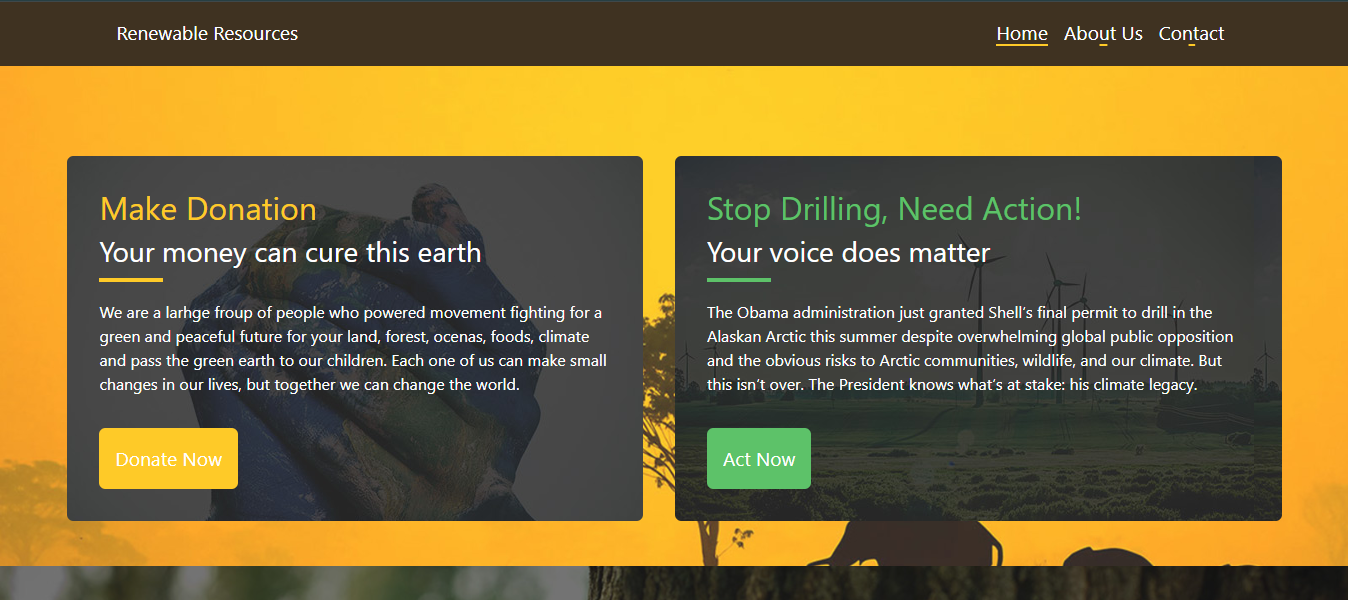 Renewable Resources
Home About Us Contact
Make Donation
Your money can cure this earth
We are a larhge froup of people who powered movement fighting for a
green and peaceful future for your land, forest, ocenas, foods, climate
and pass the green earth to our children. Each one of us can make small
changes in our lives, but together we can change the world.
Donate Now
Stop Drilling, Need Action!
Your voice does matter
The Obama administration just granted Shell’s final permit to drill in the
Alaskan Arctic this summer despite overwhelming global public opposition
and the obvious risks to Arctic communities, wildlife, and our climate. But
this isn’t over. The President knows what’s at stake: his climate legacy.
Act Now